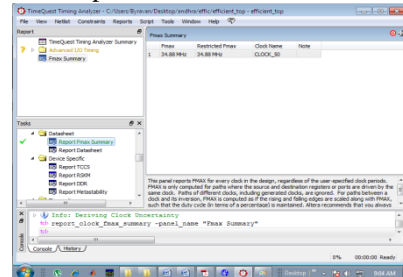 TimeQuest Timing Analyzer - C:/Users/Byravan/Desktop/andhra/effic/efficient_top - efficient_top
File View Netlist Constraints Reports Script Tools Window Help
Report
TimeQuest Timing Analyzer Summary
Advanced I/O Timing
Fmax Summary
Fmax Summary
Fmax Restricted Fmax Clock Name Note
1 34.88 MHz 34.88 MHz CLOCK_50
Tasks
Datasheet
Report Fmax Summary
Report Datasheet
Device Specific
Report TCCS
Report RSKM
Report DDR
Report Metastability
This panel reports FMAX for every clock in the design, regardless of the user-specified clock periods.
FMAX is only computed for paths where the source and destination registers or ports are driven by the
same clock. Paths of different clocks, including generated clocks, are ignored. For paths between a
clock and its inversion, FMAX is computed as if the rising and falling edges are scaled along with FMAX,
such that the duty cycle (in terms of a percentage) is maintained. Altera recommends that you always
Console
Info: Deriving Clock Uncertainty
report_clock_fmax_summary -panel_name "Fmax Summary"
Console History
0% 00:00:00 Ready
Desktop
9:04 AM